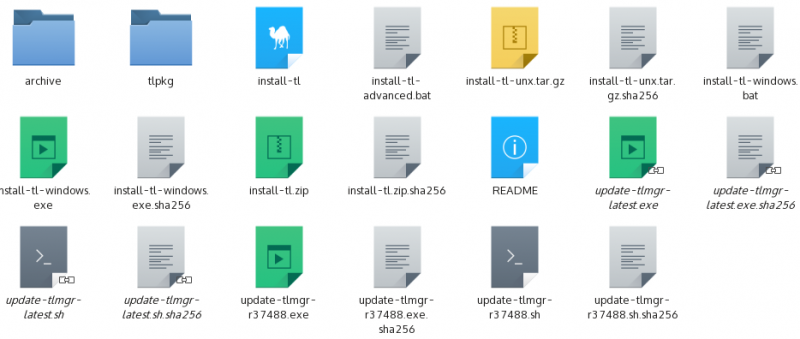 archive tlpkg install-tl install-tl- install-tl-unx.tar.gz install-tl-unx.tar. install-tl-windows.
advanced.bat gz.sha256 bat
nstall-tl-windows. install-tl-windows. install-tl.zip install-tl.zip.sha256 README update-tlmgr- update-tlmgr-
exe exe.sha256 latest.exe latest.exe.sha256
update-tlmgr- update-tlmgr- update-tlmgr- update-tlmgr- update-tlmgr- update-tlmgr-
latest.sh latest.sh.sha256 r37488.exe r37488.exe. r37488.sh r37488.sh.sha256
sha256